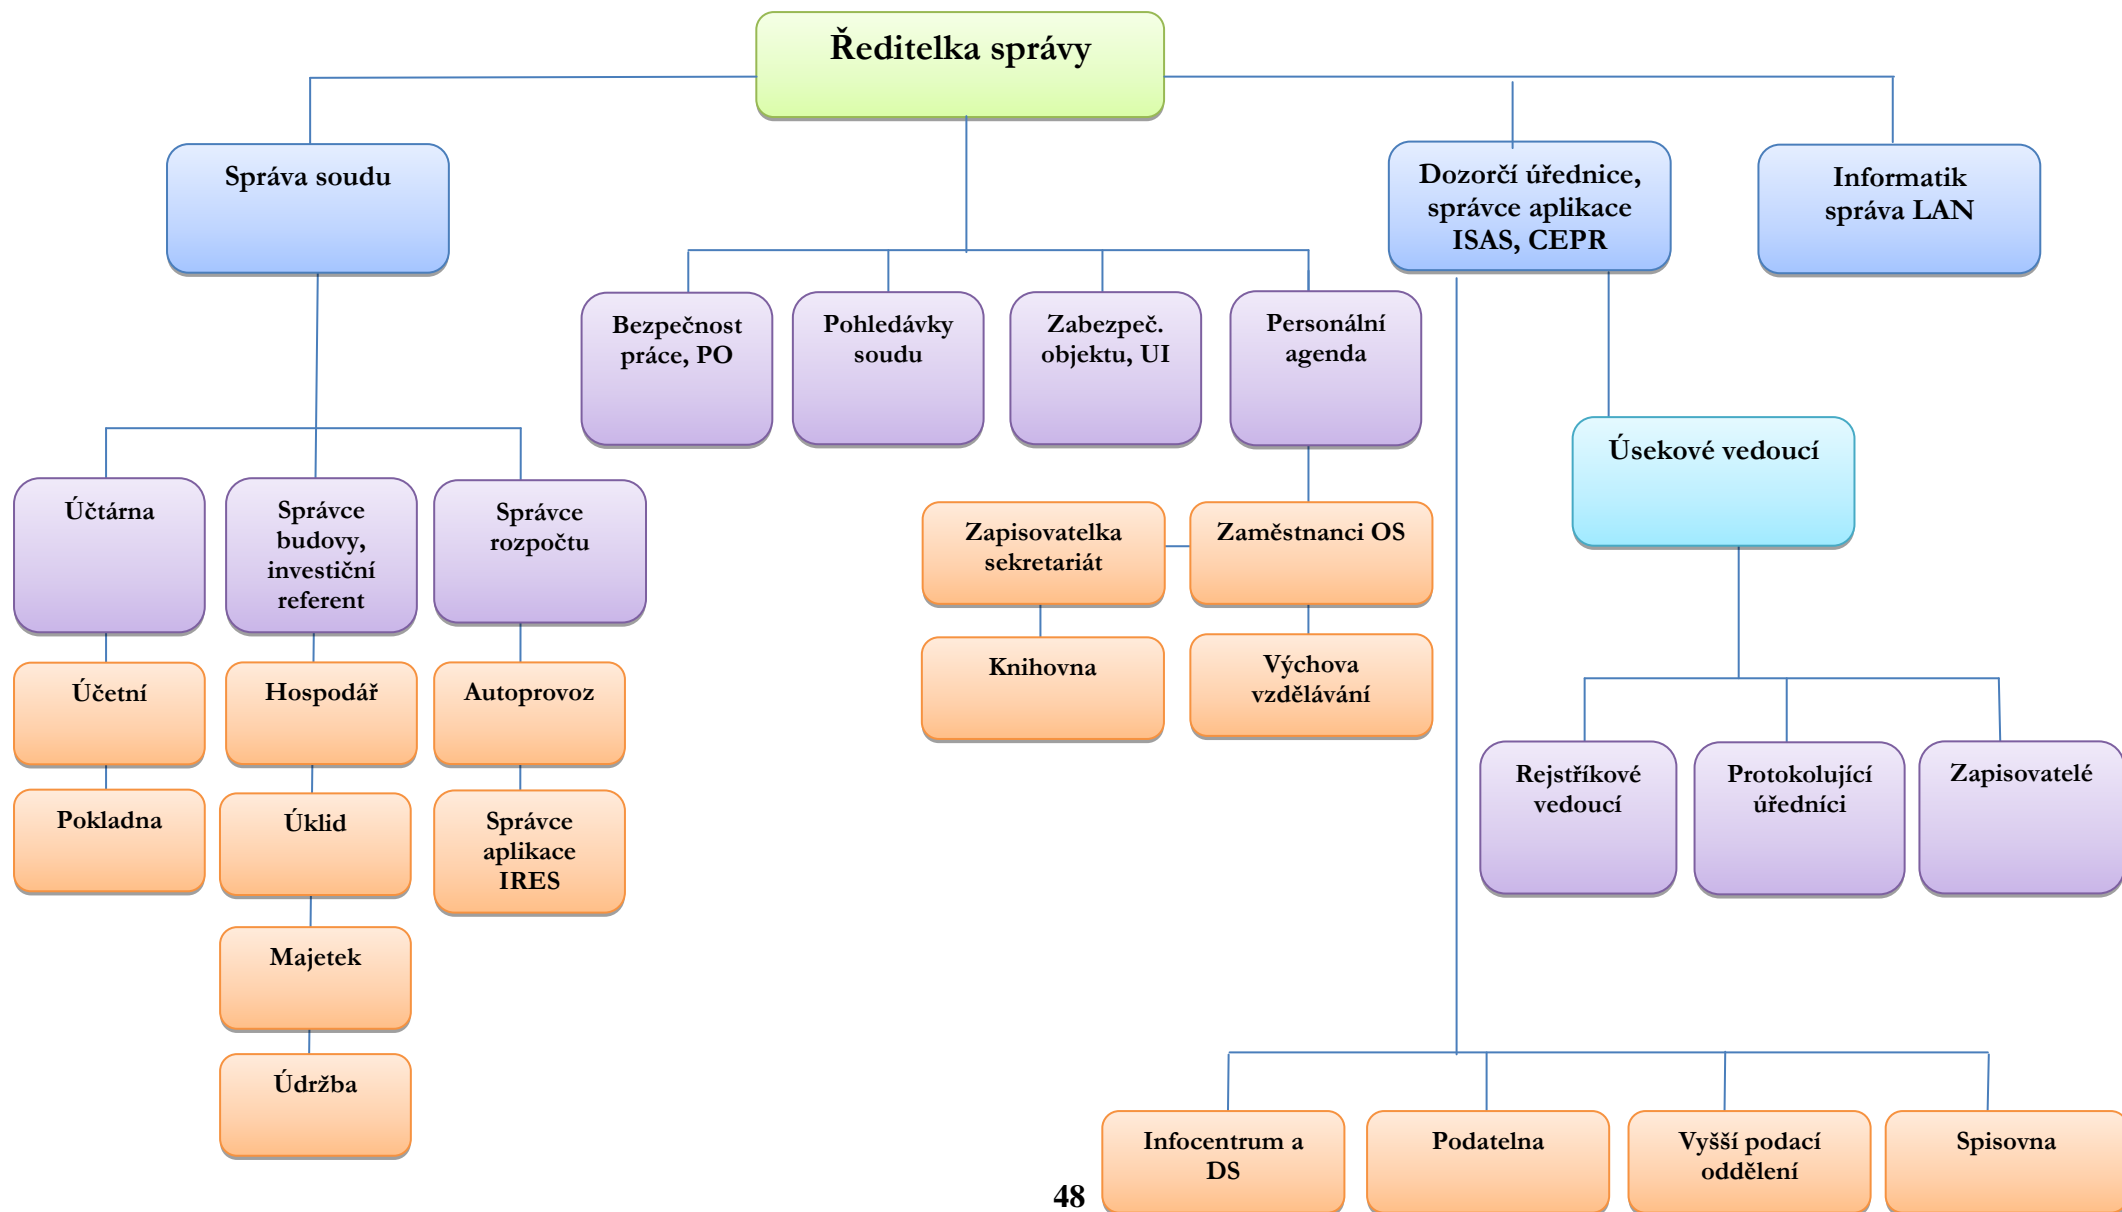 Ředitelka správy
Správa soudu
Dozorčí úřednice,
správce aplikace
ISAS, CEPR
Informatik
správa LAN
Bezpečnost
práce, PO
Pohledávky
soudu
Zabezpeč.
objektu, UI
Personální
agenda
Úsekové vedoucí
Účtárna
Správce
budovy,
investiční
referent
Správce
rozpočtu
Zapisovatelka
sekretariát
Zaměstnanci OS
Účetní
Hospodář
Autoprovoz
Knihovna
Výchova
vzdělávání
Rejstříkové
vedoucí
Protokolující
úředníci
Zapisovatelé
Pokladna
Úklid
Správce
aplikace
IRES
Majetek
Údržba
Infocentrum a
DS
Podatelna
Vyšší podací
oddělení
Spisovna
48